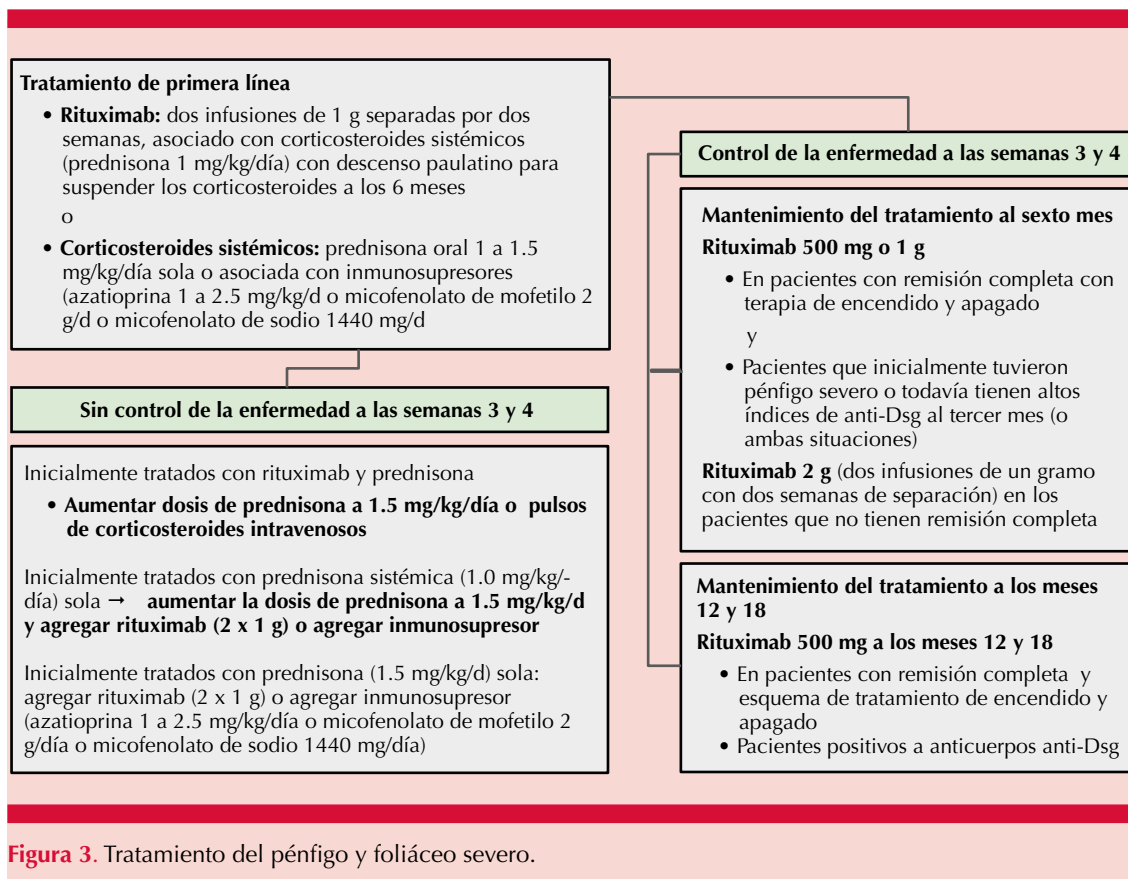 Tratamiento de primera línea
• Rituximab: dos infusiones de 1 g separadas por dos
semanas, asociado con corticosteroides sistémicos
(prednisona 1 mg/kg/día) con descenso paulatino para
suspender los corticosteroides a los 6 meses
o
• Corticosteroides sistémicos: prednisona oral 1 a 1.5
mg/kg/día sola o asociada con inmunosupresores
(azatioprina 1 a 2.5 mg/kg/d o micofenolato de mofetilo 2
g/d o micofenolato de sodio 1440 mg/d
Sin control de la enfermedad a las semanas 3 y 4
Inicialmente tratados con rituximab y prednisona
• Aumentar dosis de prednisona a 1.5 mg/kg/día o pulsos
de corticosteroides intravenosos
Inicialmente tratados con prednisona sistémica (1.0 mg/kg/-
día) sola → aumentar la dosis de prednisona a 1.5 mg/kg/d
y agregar rituximab (2 x 1 g) o agregar inmunosupresor
Inicialmente tratados con prednisona (1.5 mg/kg/d) sola:
agregar rituximab (2 x 1 g) o agregar inmunosupresor
(azatioprina 1 a 2.5 mg/kg/día o micofenolato de mofetilo 2
g/día o micofenolato de sodio 1440 mg/día)
Control de la enfermedad a las semanas 3 y 4
Mantenimiento del tratamiento al sexto mes
Rituximab 500 mg o 1 g
• En pacientes con remisión completa con
terapia de encendido y apagado
y
• Pacientes que inicialmente tuvieron
pénfigo severo o todavía tienen altos
índices de anti-Dsg al tercer mes (o
ambas situaciones)
Rituximab 2 g (dos infusiones de un gramo
con dos semanas de separación) en los
pacientes que no tienen remisión completa
Mantenimiento del tratamiento a los meses
12 y 18
Rituximab 500 mg a los meses 12 y 18
• En pacientes con remisión completa y
esquema de tratamiento de encendido y
apagado
• Pacientes positivos a anticuerpos anti-Dsg
Figura 3. Tratamiento del pénfigo y foliáceo severo.